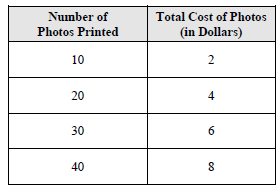 Number of Photos Printed | Total Cost of Photos (in Dollars)
10 | 2
20 | 4
30 | 6
40 | 8